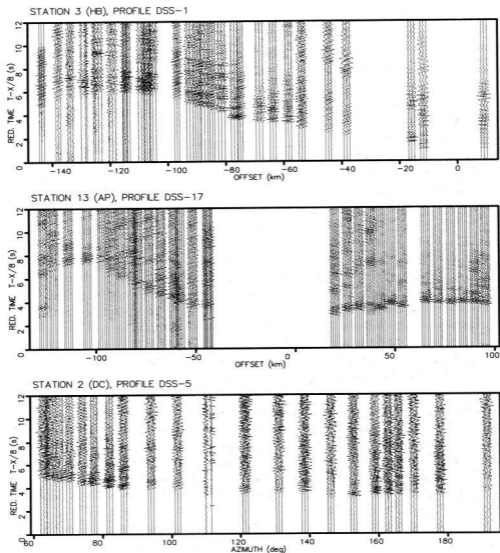 STATION 3 (HB), PROFILE DSS-1
RED. TIME T-X/8 (s)
0 2 4 6 8 10 12
-140 -120 -100 -80 -60 -40 -20 0
OFFSET (km)
STATION 13 (AP), PROFILE DSS-17
RED. TIME T-X/8 (s)
0 2 4 6 8 10 12
-100 -50 0 50 100
OFFSET (km)
STATION 2 (DC), PROFILE DSS-5
RED. TIME T-X/8 (s)
0 2 4 6 8 10 12
60 80 100 120 140 160 180
AZIMUTH (deg)